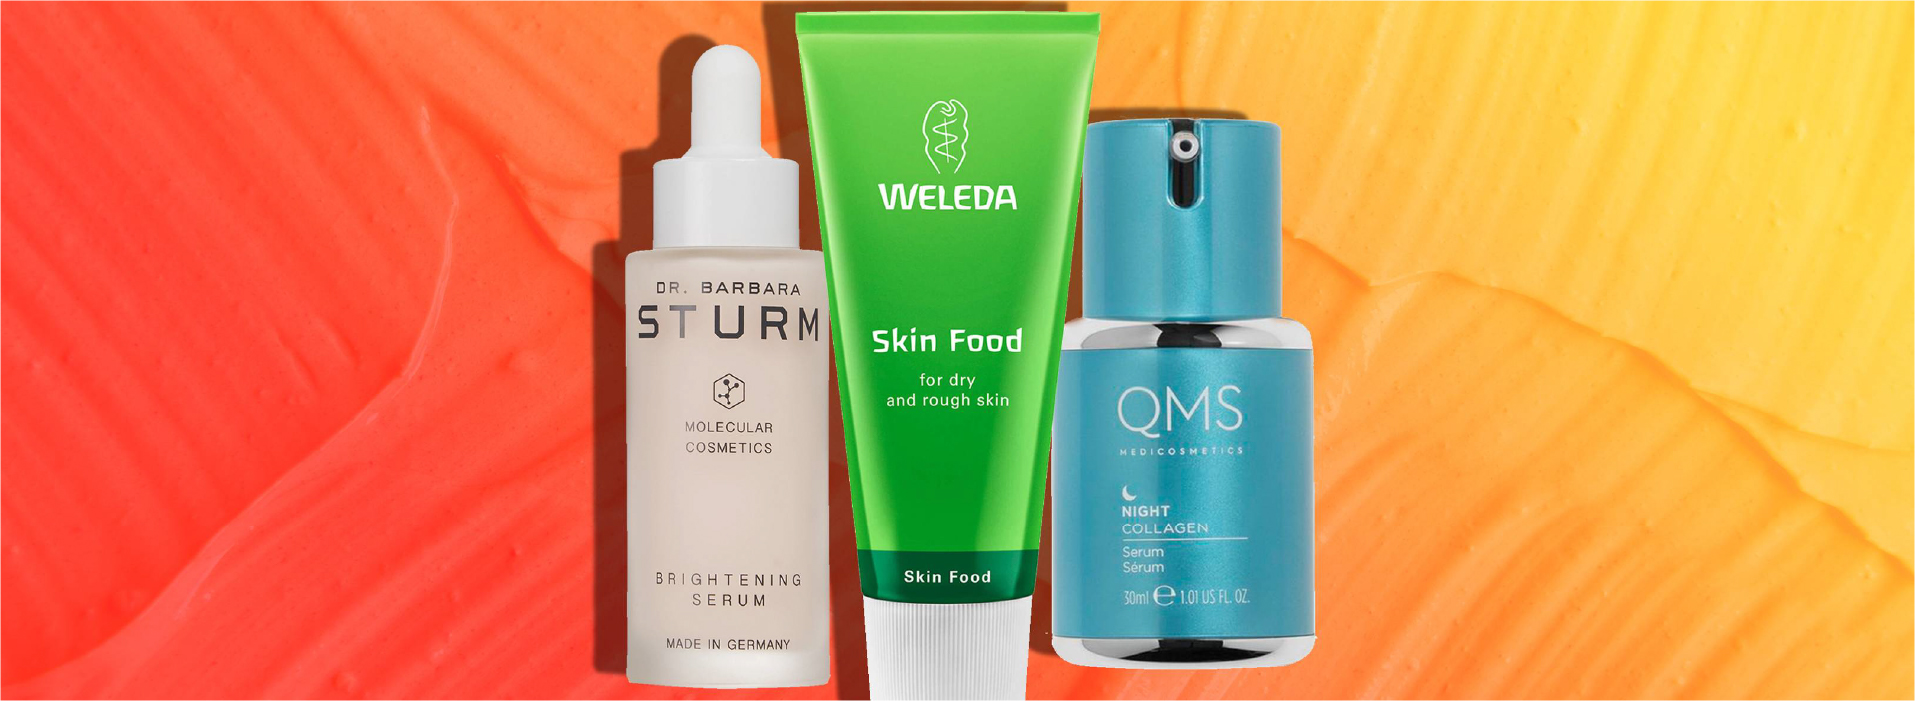 DR. BARBARA
STURM
MOLECULAR
COSMETICS
BRIGHTENING
SERUM
MADE IN GERMANY
WELEDA
Skin Food
for dry
and rough skin
Skin Food
QMS
MEDICOSMETICS
NIGHT
COLLAGEN
Serum
Sérum
30ml ℮ 1.01 US FL. OZ.